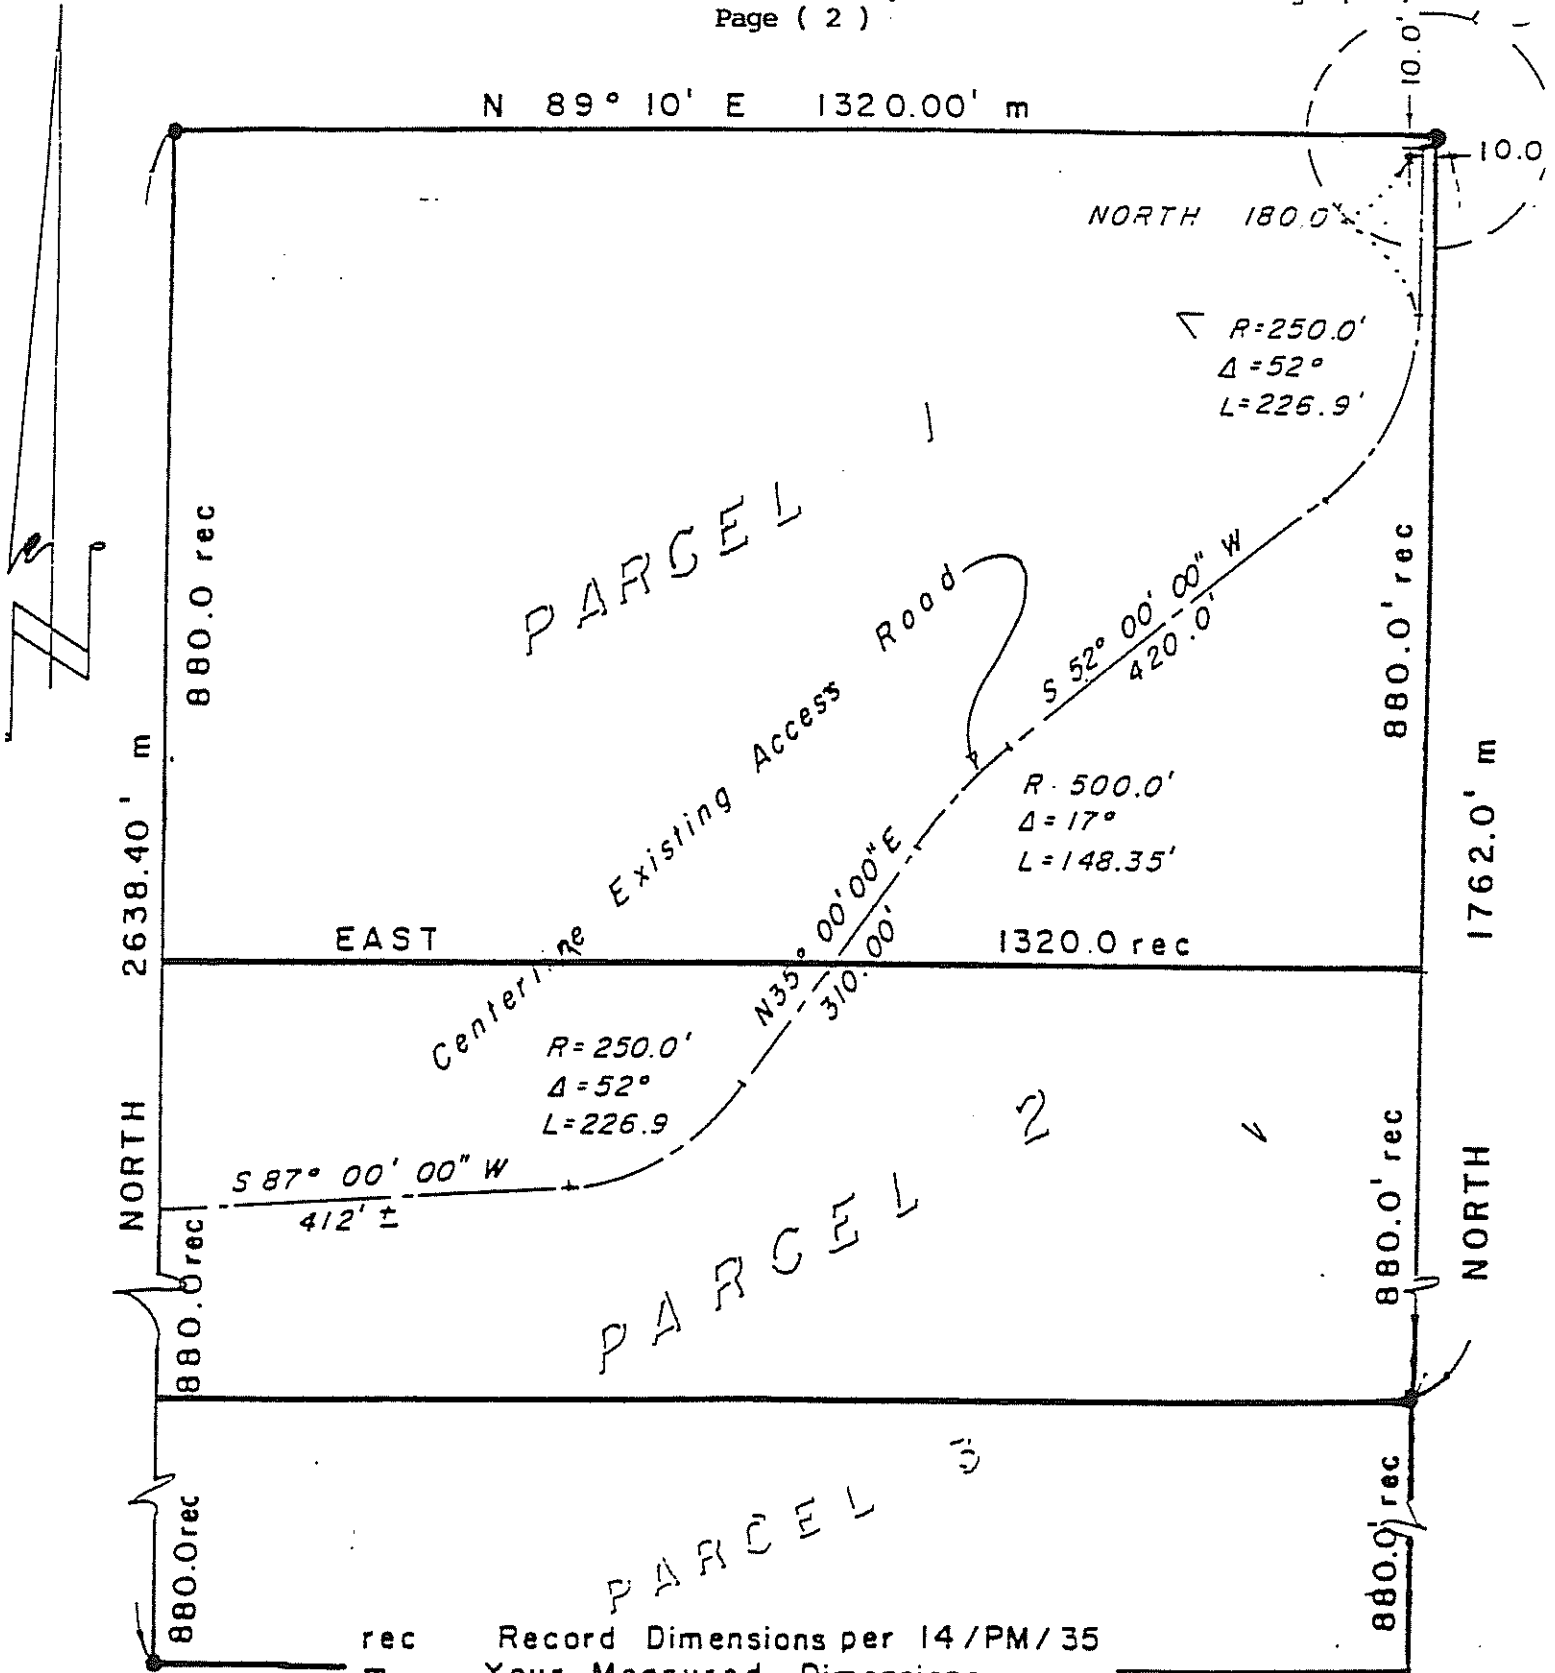 Page ( 2 )
10.0'
N 89° 10' E 1320.00' m
10.0
NORTH 180.0'
R=250.0'
Δ=52°
L=226.9'
PARCEL 1
880.0 rec
880.0' rec
Centerline Existing Access Road
S 52° 00' 00" W
420.0'
R 500.0'
Δ=17°
L=148.35'
2638.40' m
1762.0' m
N35° 00' 00" E
310.00'
EAST 1320.0 rec
R=250.0'
Δ=52°
L=226.9
NORTH
S 87° 00' 00" W
412' ±
880.0 rec
PARCEL 2
880.0' rec
NORTH
PARCEL 3
880.0 rec
880.0' rec
rec Record Dimensions per 14/PM/35
m Your Measured Dimensions